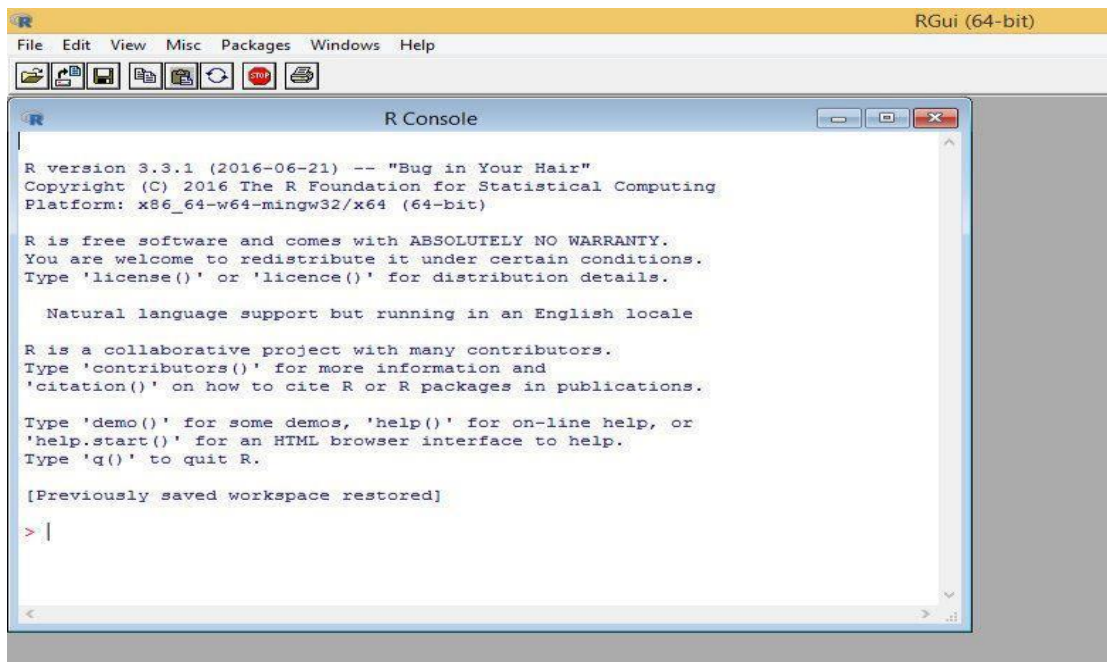 RGui (64-bit)
File Edit View Misc Packages Windows Help
STOP
R Console
R version 3.3.1 (2016-06-21) -- "Bug in Your Hair"
Copyright (C) 2016 The R Foundation for Statistical Computing
Platform: x86_64-w64-mingw32/x64 (64-bit)
R is free software and comes with ABSOLUTELY NO WARRANTY.
You are welcome to redistribute it under certain conditions.
Type 'license()' or 'licence()' for distribution details.
Natural language support but running in an English locale
R is a collaborative project with many contributors.
Type 'contributors()' for more information and
'citation()' on how to cite R or R packages in publications.
Type 'demo()' for some demos, 'help()' for on-line help, or
'help.start()' for an HTML browser interface to help.
Type 'q()' to quit R.
[Previously saved workspace restored]
>